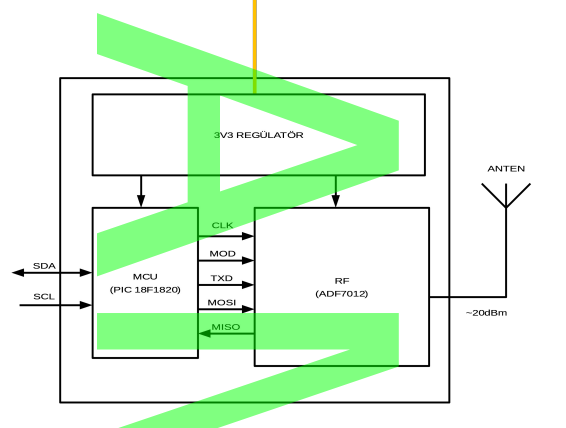 3V3 REGÜLATÖR
ANTEN
CLK
MOD
SDA
MCU
(PIC 18F1820)
TXD
RF
(ADF7012)
SCL
MOSI
~20dBm
MISO